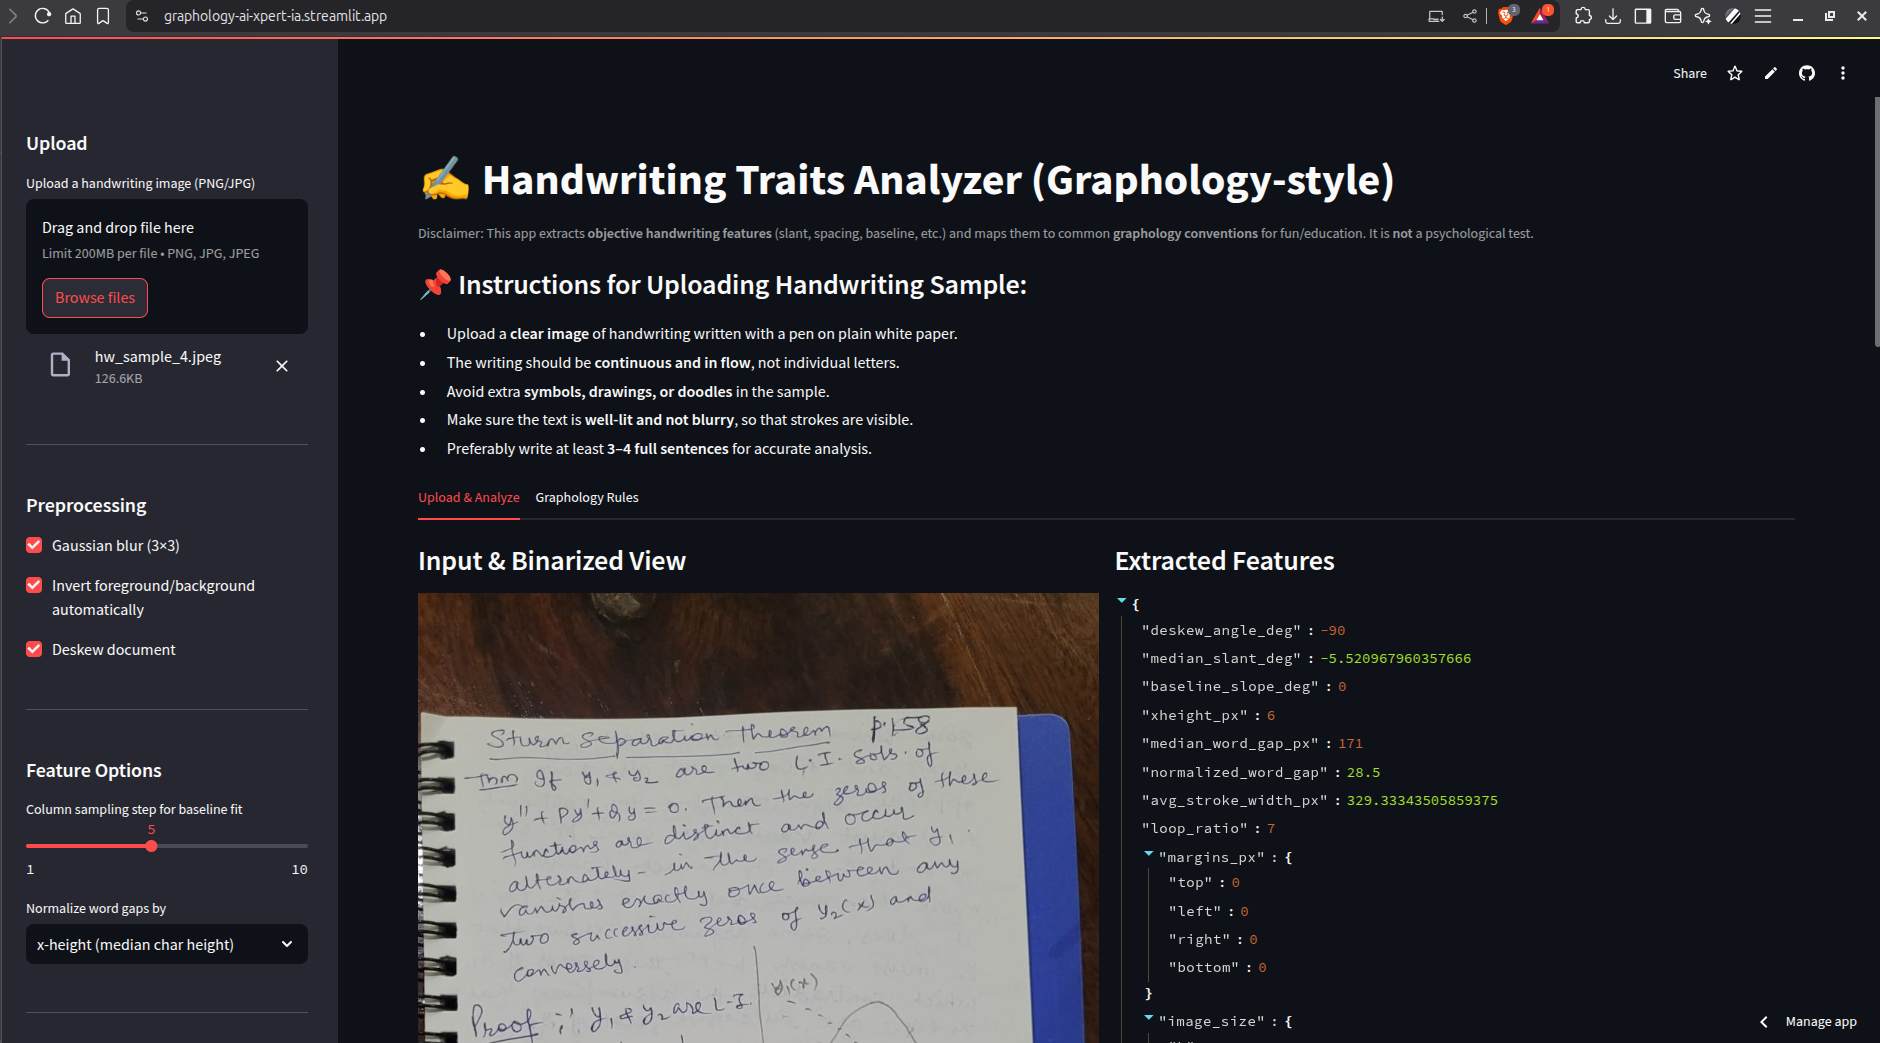 graphology-ai-xpert-ia.streamlit.app
3
1
Share
Upload
Upload a handwriting image (PNG/JPG)
Drag and drop file here
Limit 200MB per file • PNG, JPG, JPEG
Browse files
hw_sample_4.jpeg
126.6KB
Preprocessing
Gaussian blur (3×3)
Invert foreground/background
automatically
Deskew document
Feature Options
Column sampling step for baseline fit
5
1 10
Normalize word gaps by
x-height (median char height)
✍️ Handwriting Traits Analyzer (Graphology-style)
Disclaimer: This app extracts objective handwriting features (slant, spacing, baseline, etc.) and maps them to common graphology conventions for fun/education. It is not a psychological test.
📌 Instructions for Uploading Handwriting Sample:
• Upload a clear image of handwriting written with a pen on plain white paper.
• The writing should be continuous and in flow, not individual letters.
• Avoid extra symbols, drawings, or doodles in the sample.
• Make sure the text is well-lit and not blurry, so that strokes are visible.
• Preferably write at least 3–4 full sentences for accurate analysis.
Upload & Analyze Graphology Rules
Input & Binarized View
Sturm Separation Theorem p.158
Thm If y₁ & y₂ are two L.I. sols. of
y'' + Py' + Qy = 0. Then the zeros of these
functions are distinct and occur
alternately - in the sense that y₁
vanishes exactly once between any
two successive zeros of y₂(x) and
conversely.
Proof ∵ y₁ & y₂ are L.I.
y₁(x)
Extracted Features
{
"deskew_angle_deg" : -90
"median_slant_deg" : -5.520967960357666
"baseline_slope_deg" : 0
"xheight_px" : 6
"median_word_gap_px" : 171
"normalized_word_gap" : 28.5
"avg_stroke_width_px" : 329.33343505859375
"loop_ratio" : 7
"margins_px" : {
"top" : 0
"left" : 0
"right" : 0
"bottom" : 0
}
"image_size" : {
Manage app